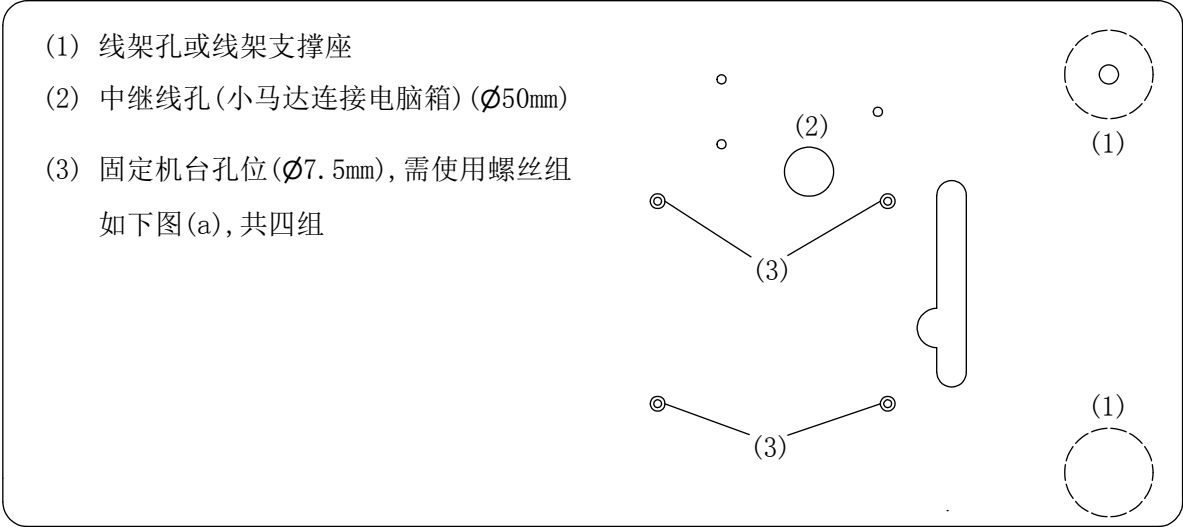 (1) 线架孔或线架支撑座
(2) 中继线孔(小马达连接电脑箱)(Ø50mm)
(3) 固定机台孔位(Ø7.5mm),需使用螺丝组
如下图(a),共四组
(2)
(1)
(3)
(1)
(3)